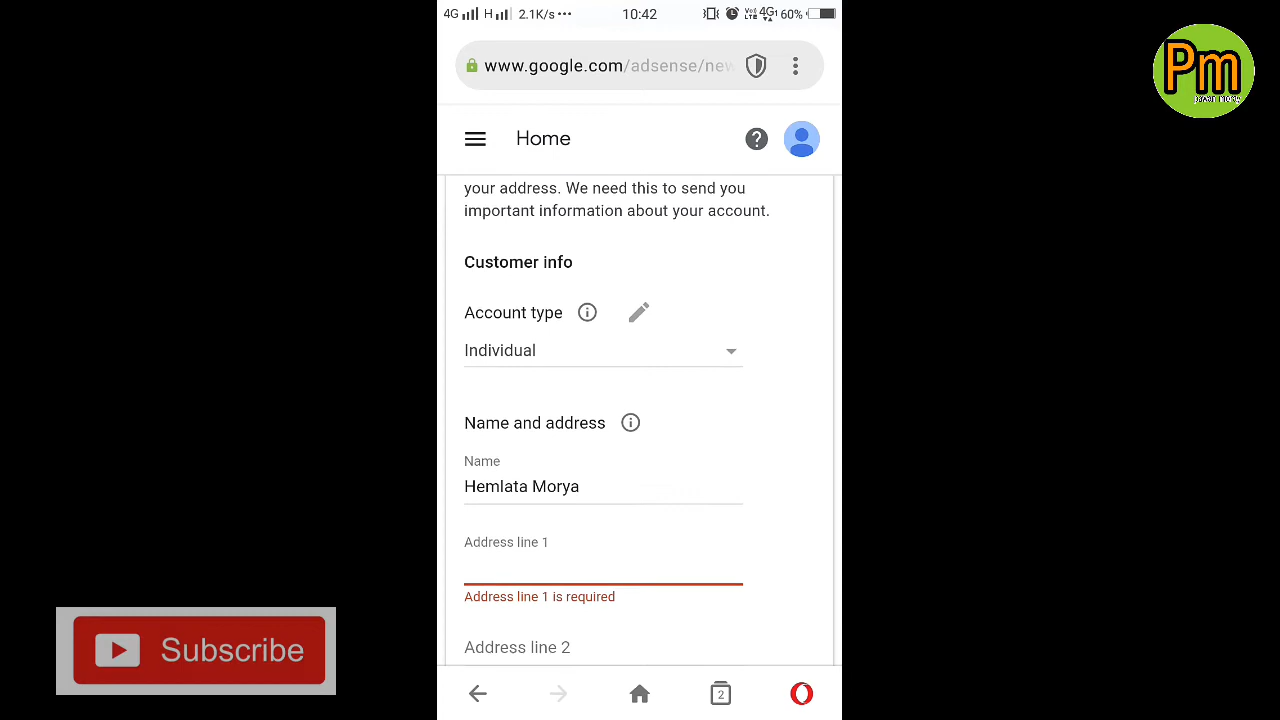 4G H 2.1K/s ••• 10:42 VoLTE 4G 60%
www.google.com/adsense/new
Pm
Home
your address. We need this to send you
important information about your account.
Customer info
Account type
Individual
Name and address
Name
Hemlata Morya
Address line 1
Address line 1 is required
Address line 2
Subscribe
2